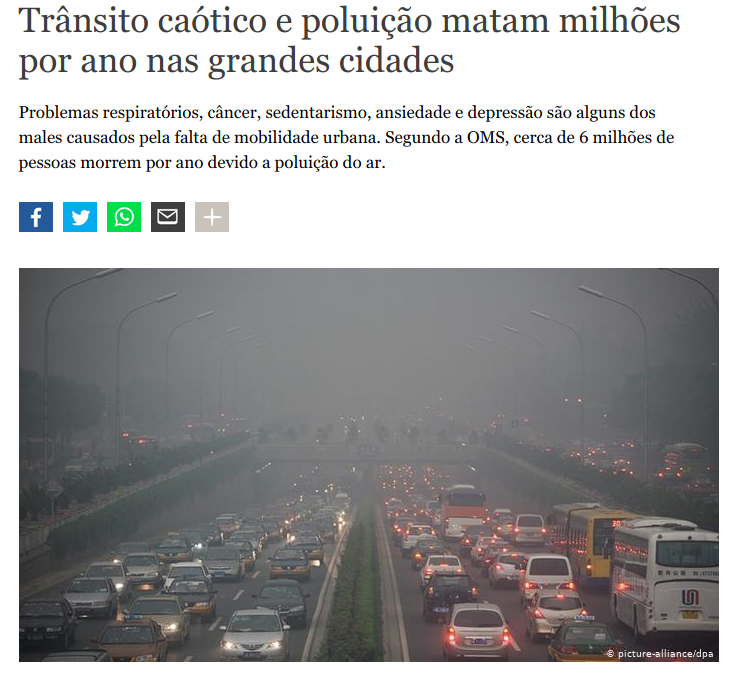 Trânsito caótico e poluição matam milhões
por ano nas grandes cidades
Problemas respiratórios, câncer, sedentarismo, ansiedade e depressão são alguns dos
males causados pela falta de mobilidade urbana. Segundo a OMS, cerca de 6 milhões de
pessoas morrem por ano devido a poluição do ar.
© picture-alliance/dpa